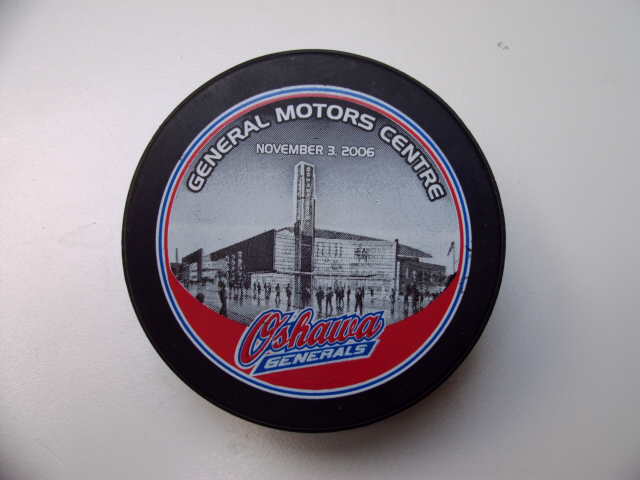 GENERAL MOTORS CENTRE
NOVEMBER 3, 2006
Oshawa
GENERALS